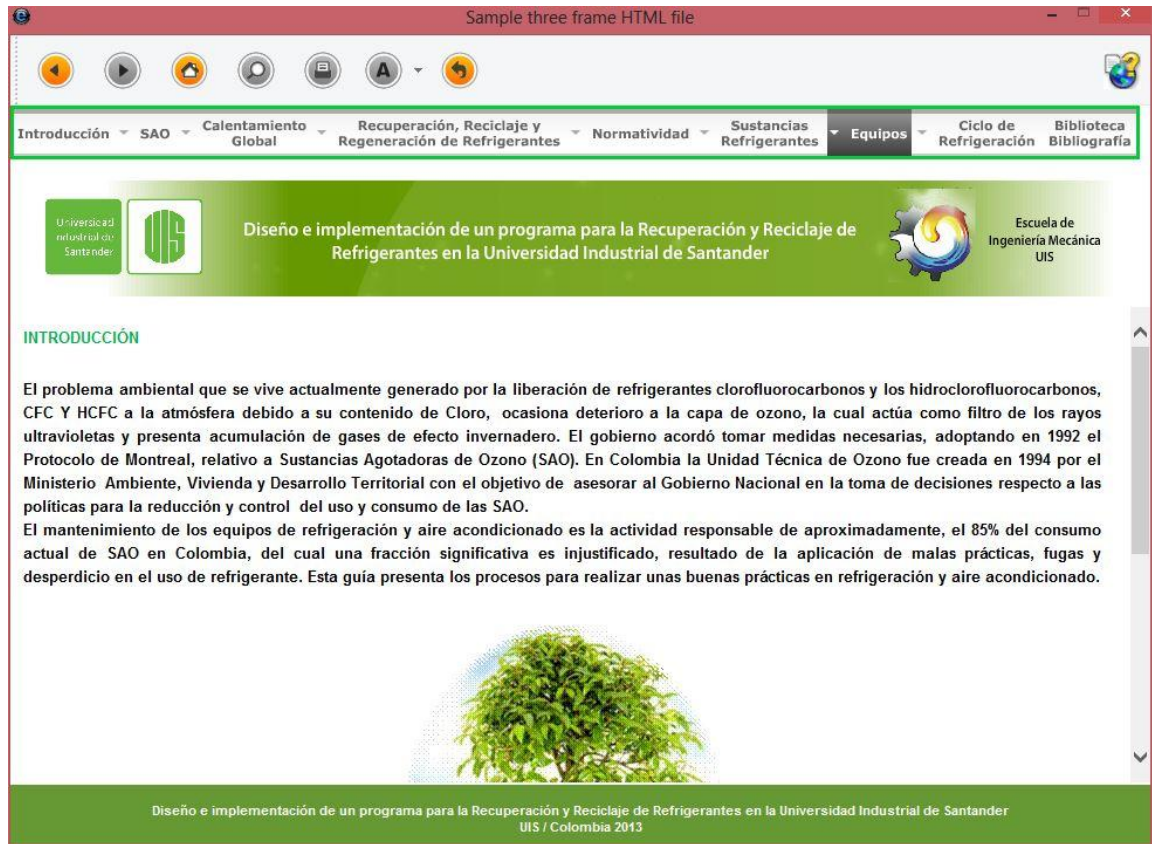 Sample three frame HTML file
A
Introducción SAO Calentamiento Global Recuperación, Reciclaje y Regeneración de Refrigerantes Normatividad Sustancias Refrigerantes Equipos Ciclo de Refrigeración Biblioteca Bibliografía
Universidad
Industrial de
Santander
UIS
Diseño e implementación de un programa para la Recuperación y Reciclaje de
Refrigerantes en la Universidad Industrial de Santander
Escuela de
Ingeniería Mecánica
UIS
INTRODUCCIÓN
El problema ambiental que se vive actualmente generado por la liberación de refrigerantes clorofluorocarbonos y los hidroclorofluorocarbonos,
CFC Y HCFC a la atmósfera debido a su contenido de Cloro, ocasiona deterioro a la capa de ozono, la cual actúa como filtro de los rayos
ultravioletas y presenta acumulación de gases de efecto invernadero. El gobierno acordó tomar medidas necesarias, adoptando en 1992 el
Protocolo de Montreal, relativo a Sustancias Agotadoras de Ozono (SAO). En Colombia la Unidad Técnica de Ozono fue creada en 1994 por el
Ministerio Ambiente, Vivienda y Desarrollo Territorial con el objetivo de asesorar al Gobierno Nacional en la toma de decisiones respecto a las
políticas para la reducción y control del uso y consumo de las SAO.
El mantenimiento de los equipos de refrigeración y aire acondicionado es la actividad responsable de aproximadamente, el 85% del consumo
actual de SAO en Colombia, del cual una fracción significativa es injustificado, resultado de la aplicación de malas prácticas, fugas y
desperdicio en el uso de refrigerante. Esta guía presenta los procesos para realizar unas buenas prácticas en refrigeración y aire acondicionado.
Diseño e implementación de un programa para la Recuperación y Reciclaje de Refrigerantes en la Universidad Industrial de Santander
UIS / Colombia 2013